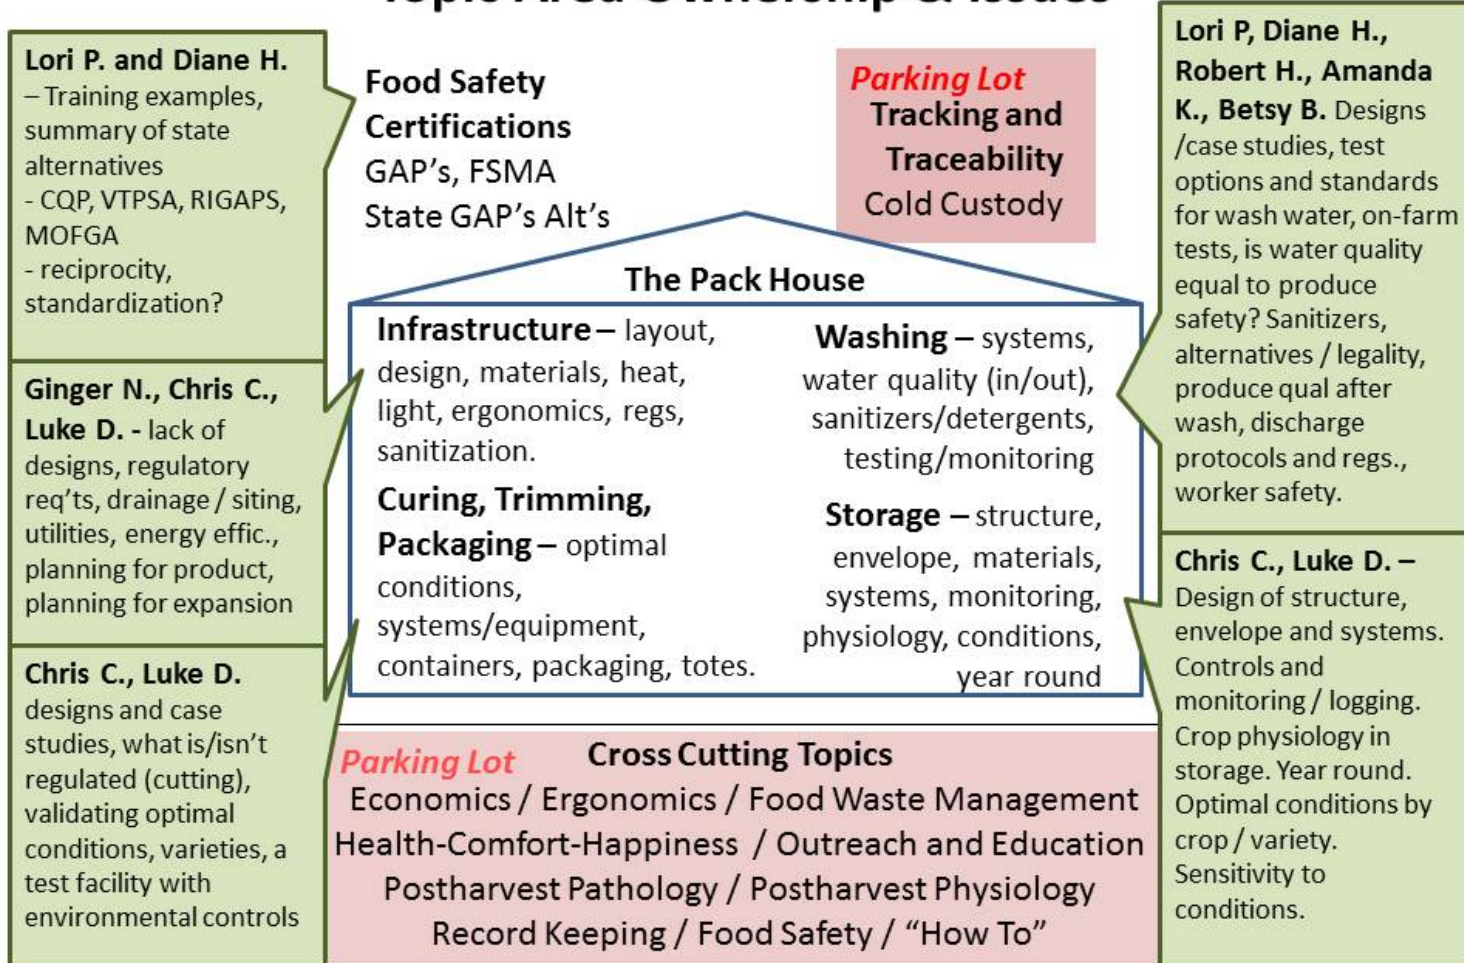 Topic Area Ownership & Issues
Lori P. and Diane H.
– Training examples,
summary of state
alternatives
- CQP, VTPSA, RIGAPS,
MOFGA
- reciprocity,
standardization?
Ginger N., Chris C.,
Luke D. - lack of
designs, regulatory
req'ts, drainage / siting,
utilities, energy effic.,
planning for product,
planning for expansion
Chris C., Luke D.
designs and case
studies, what is/isn't
regulated (cutting),
validating optimal
conditions, varieties, a
test facility with
environmental controls
Food Safety
Certifications
GAP's, FSMA
State GAP's Alt's
Parking Lot
Tracking and
Traceability
Cold Custody
The Pack House
Infrastructure – layout,
design, materials, heat,
light, ergonomics, regs,
sanitization.
Curing, Trimming,
Packaging – optimal
conditions,
systems/equipment,
containers, packaging, totes.
Washing – systems,
water quality (in/out),
sanitizers/detergents,
testing/monitoring
Storage – structure,
envelope, materials,
systems, monitoring,
physiology, conditions,
year round
Parking Lot Cross Cutting Topics
Economics / Ergonomics / Food Waste Management
Health-Comfort-Happiness / Outreach and Education
Postharvest Pathology / Postharvest Physiology
Record Keeping / Food Safety / "How To"
Lori P, Diane H.,
Robert H., Amanda
K., Betsy B. Designs
/case studies, test
options and standards
for wash water, on-farm
tests, is water quality
equal to produce
safety? Sanitizers,
alternatives / legality,
produce qual after
wash, discharge
protocols and regs.,
worker safety.
Chris C., Luke D. –
Design of structure,
envelope and systems.
Controls and
monitoring / logging.
Crop physiology in
storage. Year round.
Optimal conditions by
crop / variety.
Sensitivity to
conditions.